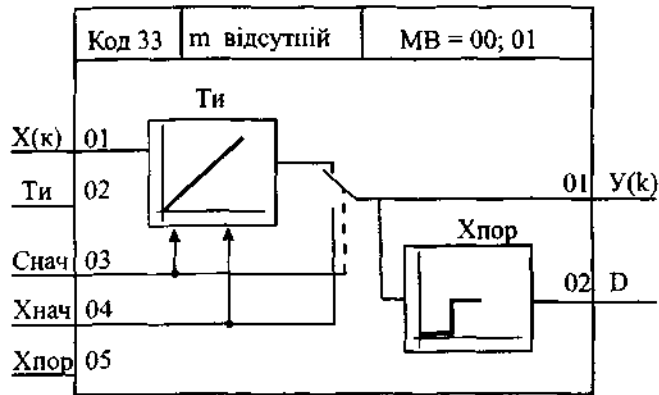 Код 33 m відсутній МВ = 00; 01
Ти
X(к) 01
Ти 02
01 У(k)
Хпор
Снач 03
02 D
Хнач 04
Хпор 05